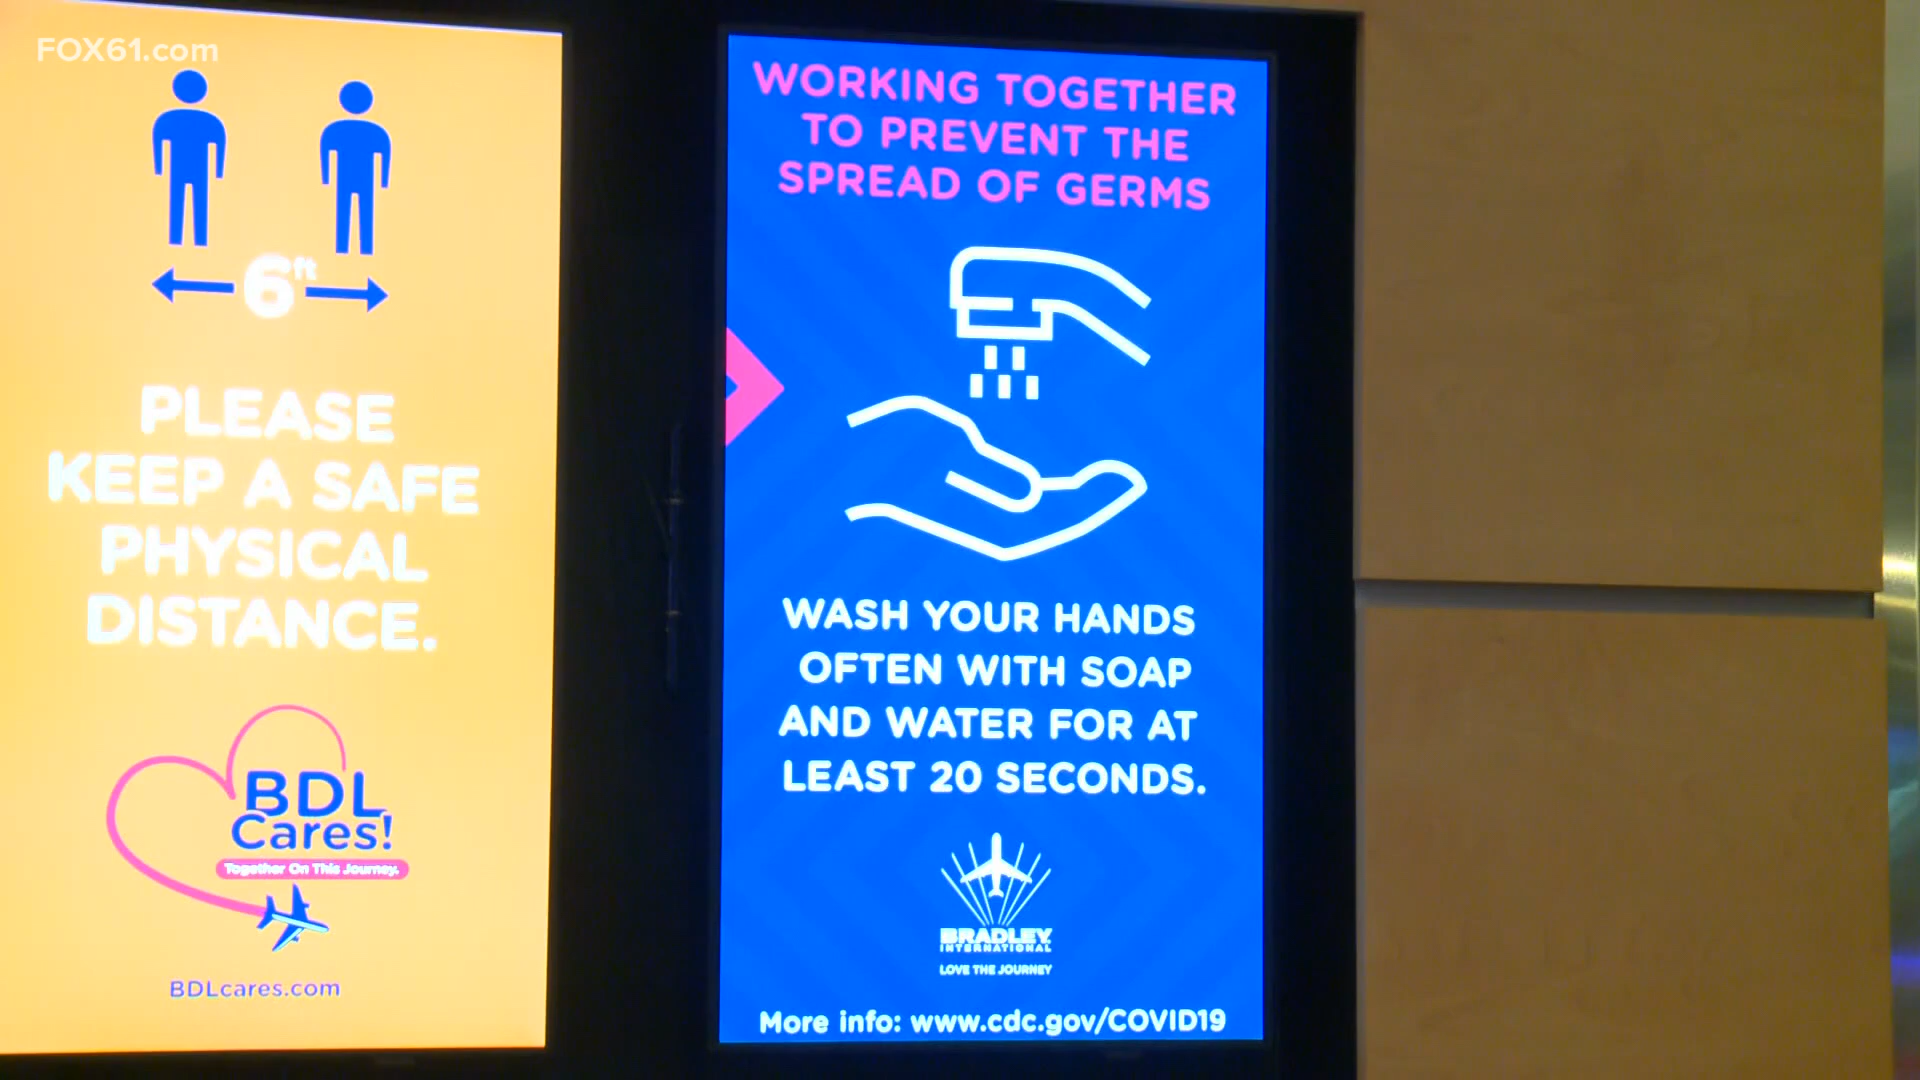 FOX61.com
6ft
PLEASE
KEEP A SAFE
PHYSICAL
DISTANCE.
BDL
Cares!
Together On This Journey.
BDLcares.com
WORKING TOGETHER
TO PREVENT THE
SPREAD OF GERMS
WASH YOUR HANDS
OFTEN WITH SOAP
AND WATER FOR AT
LEAST 20 SECONDS.
BRADLEY
INTERNATIONAL
LOVE THE JOURNEY
More info: www.cdc.gov/COVID19